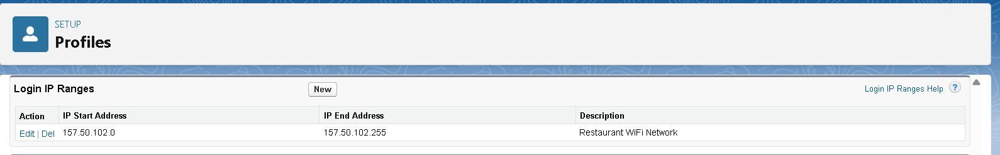 SETUP
Profiles
Login IP Ranges
New
Login IP Ranges Help ?
Action IP Start Address IP End Address Description
Edit | Del 157.50.102.0 157.50.102.255 Restaurant WiFi Network